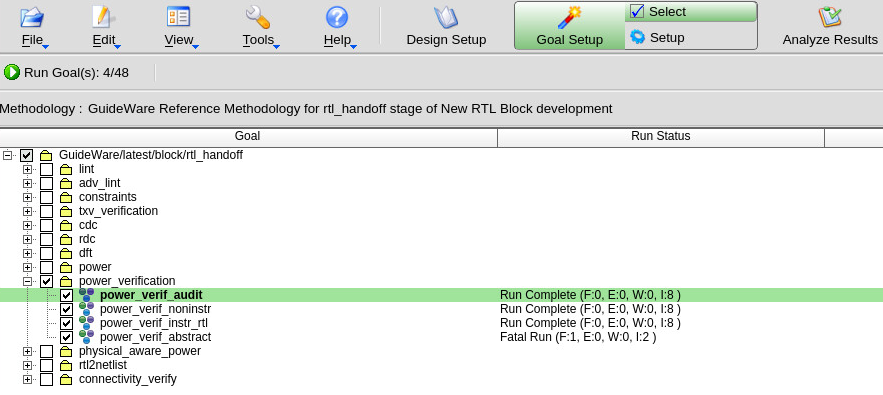 File Edit View Tools Help Design Setup Goal Setup Select Setup Analyze Results
Run Goal(s): 4/48
Methodology : GuideWare Reference Methodology for rtl_handoff stage of New RTL Block development
Goal Run Status
GuideWare/latest/block/rtl_handoff
lint
adv_lint
constraints
txv_verification
cdc
rdc
dft
power
power_verification
power_verif_audit Run Complete (F:0, E:0, W:0, I:8 )
power_verif_noninstr Run Complete (F:0, E:0, W:0, I:8 )
power_verif_instr_rtl Run Complete (F:0, E:0, W:0, I:8 )
power_verif_abstract Fatal Run (F:1, E:0, W:0, I:2 )
physical_aware_power
rtl2netlist
connectivity_verify